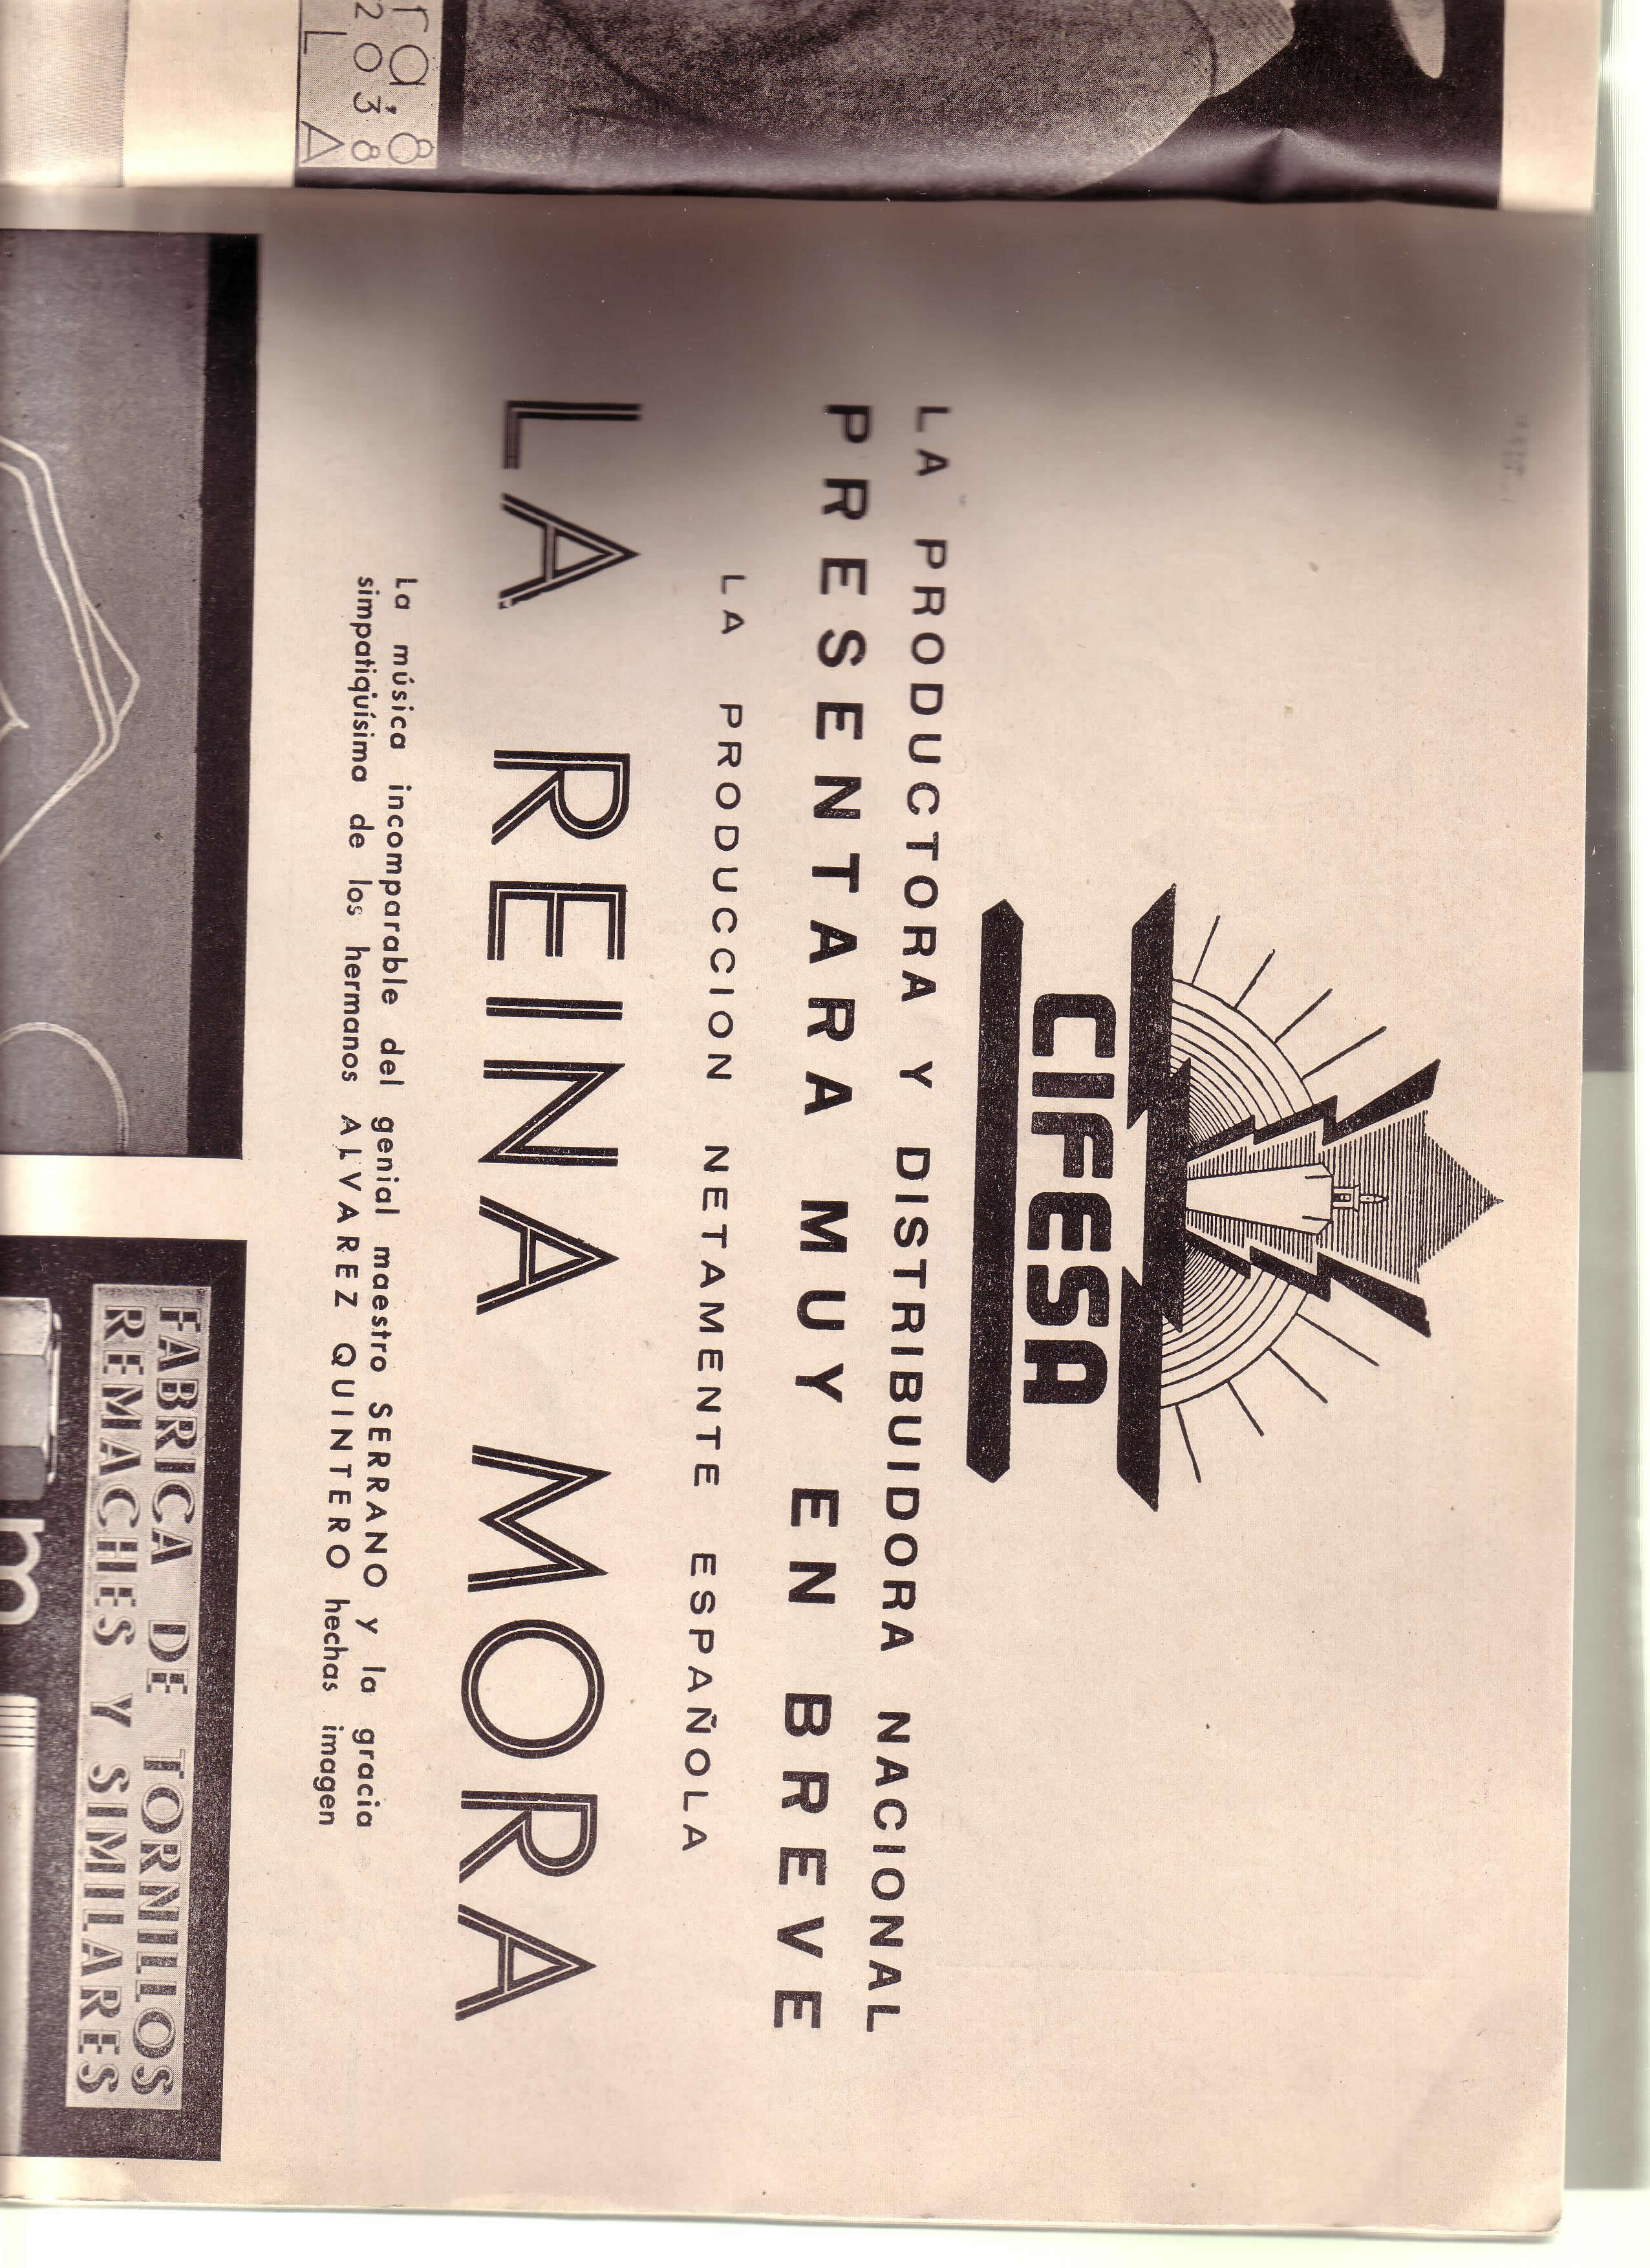 CIFESA
LA PRODUCTORA Y DISTRIBUIDORA NACIONAL
PRESENTARA MUY EN BREVE
LA PRODUCCION NETAMENTE ESPAÑOLA
LA REINA MORA
La música incomparable del genial maestro SERRANO y la gracia
simpatiquísima de los hermanos ALVAREZ QUINTERO hechas imagen
ra, 8
2038
LA
FABRICA DE TORNILLOS
REMACHES Y SIMILARES
m